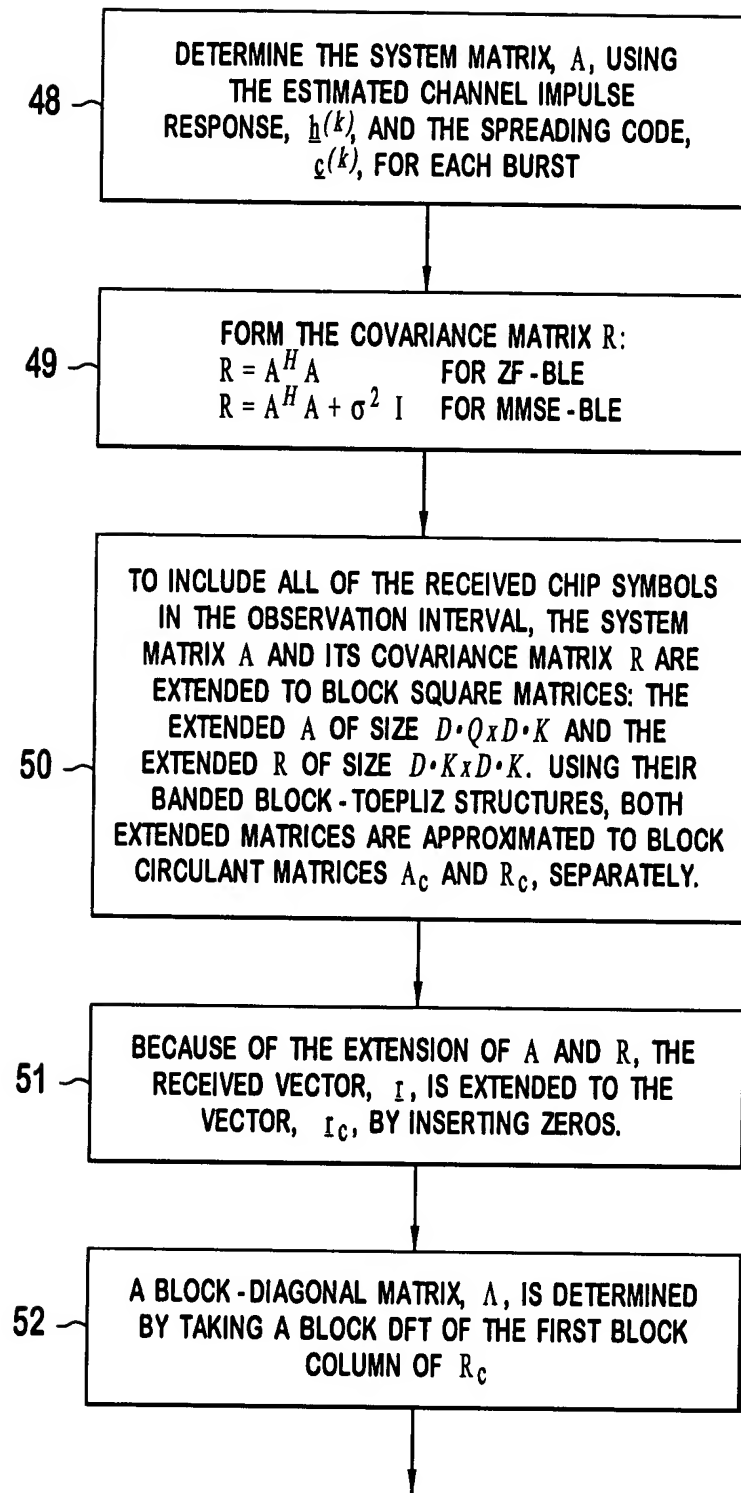 48
DETERMINE THE SYSTEM MATRIX, A, USING
THE ESTIMATED CHANNEL IMPULSE
RESPONSE, h(k), AND THE SPREADING CODE,
c(k), FOR EACH BURST
49
FORM THE COVARIANCE MATRIX R:
R = A^H A FOR ZF-BLE
R = A^H A + σ² I FOR MMSE-BLE
50
TO INCLUDE ALL OF THE RECEIVED CHIP SYMBOLS
IN THE OBSERVATION INTERVAL, THE SYSTEM
MATRIX A AND ITS COVARIANCE MATRIX R ARE
EXTENDED TO BLOCK SQUARE MATRICES: THE
EXTENDED A OF SIZE D•QxD•K AND THE
EXTENDED R OF SIZE D•KxD•K. USING THEIR
BANDED BLOCK-TOEPLIZ STRUCTURES, BOTH
EXTENDED MATRICES ARE APPROXIMATED TO BLOCK
CIRCULANT MATRICES Ac AND Rc, SEPARATELY.
51
BECAUSE OF THE EXTENSION OF A AND R, THE
RECEIVED VECTOR, r, IS EXTENDED TO THE
VECTOR, rc, BY INSERTING ZEROS.
52
A BLOCK-DIAGONAL MATRIX, Λ, IS DETERMINED
BY TAKING A BLOCK DFT OF THE FIRST BLOCK
COLUMN OF Rc